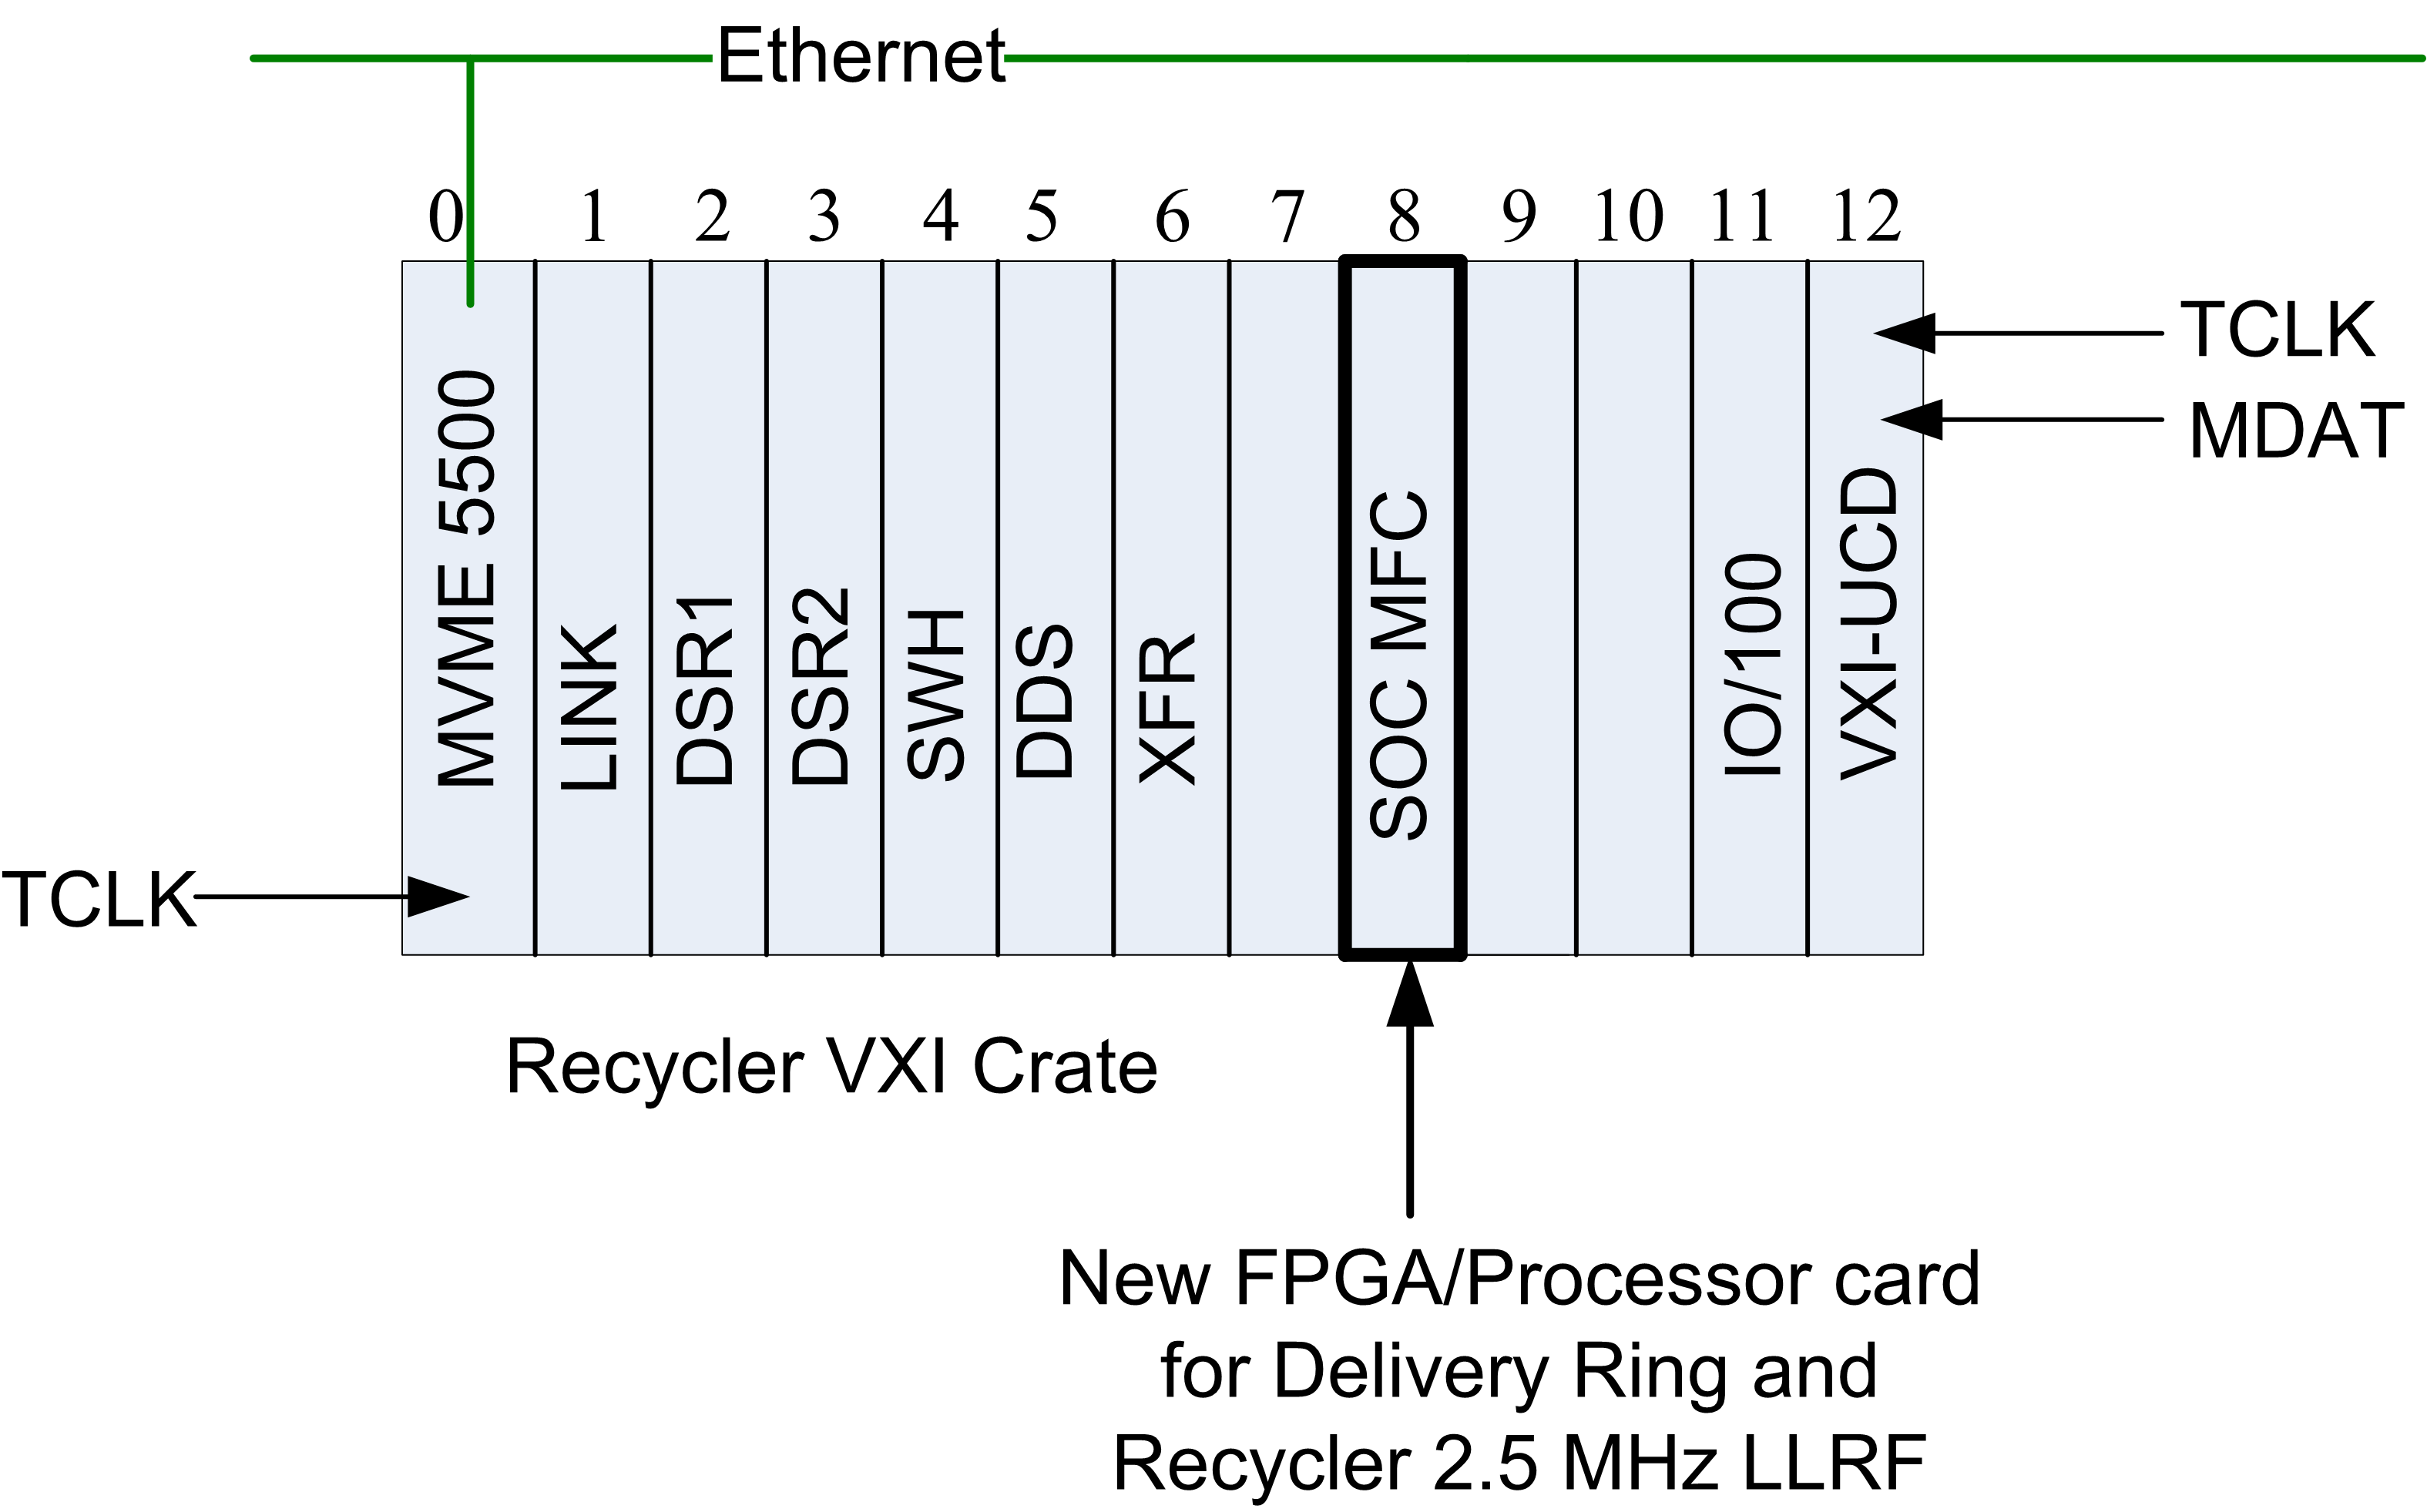 Ethernet
0 1 2 3 4 5 6 7 8 9 10 11 12
MVME 5500
LINK
DSR1
DSR2
SWH
DDS
XFR
SOC MFC
IO/100
VXI-UCD
TCLK
MDAT
TCLK
Recycler VXI Crate
New FPGA/Processor card
for Delivery Ring and
Recycler 2.5 MHz LLRF